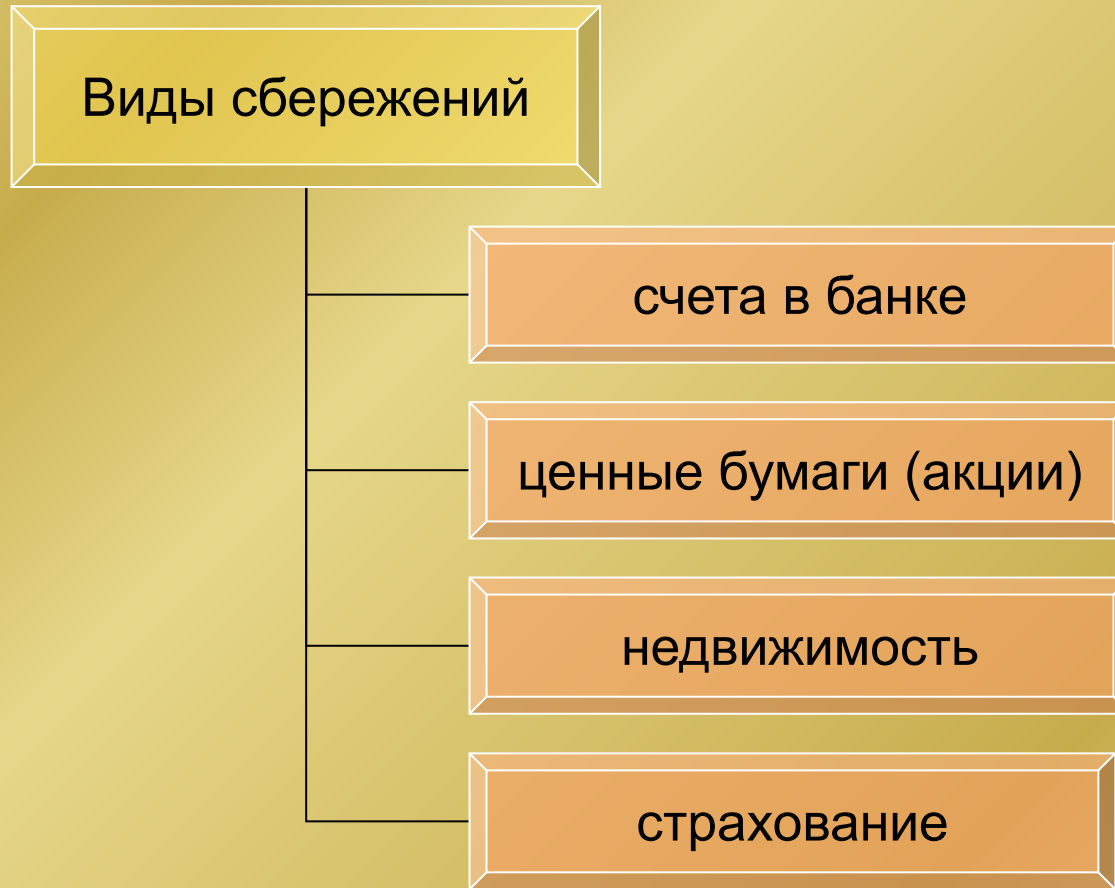 Виды сбережений
счета в банке
ценные бумаги (акции)
недвижимость
страхование